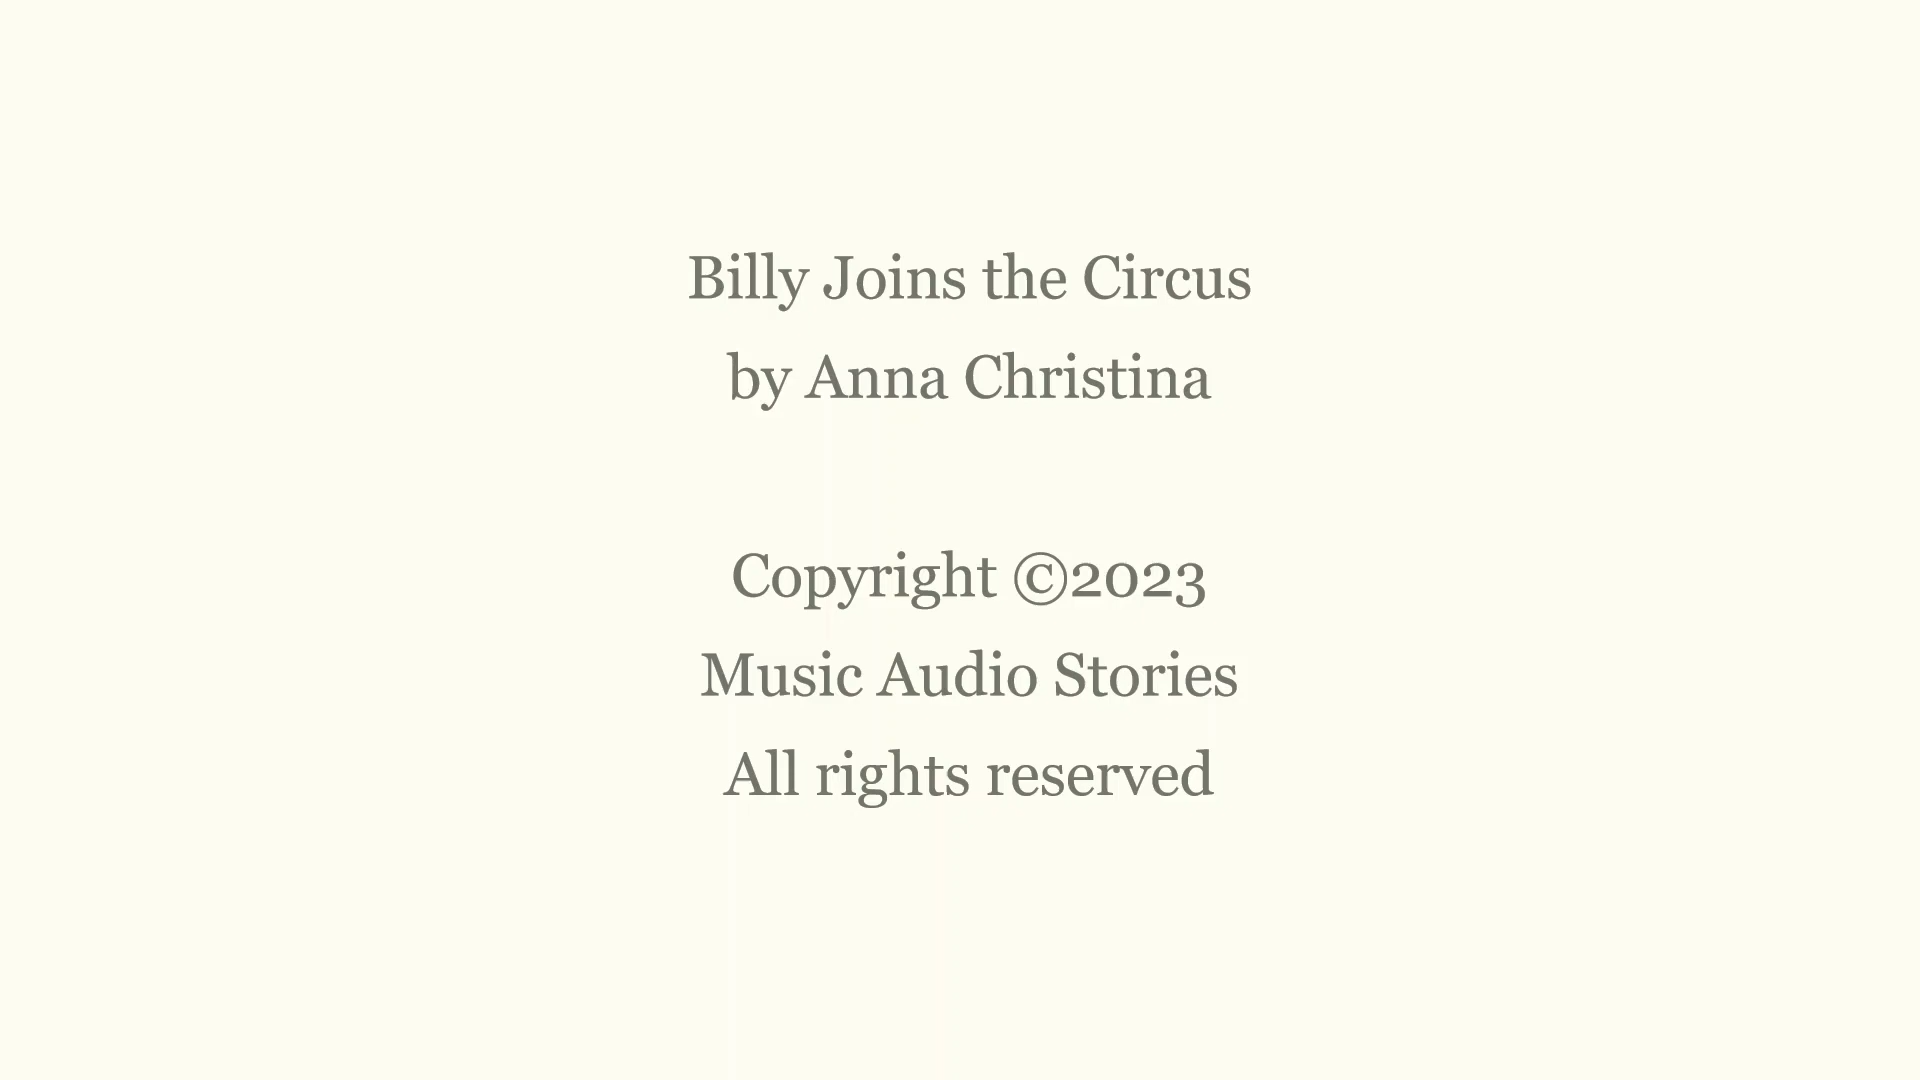 Billy Joins the Circus
by Anna Christina
Copyright ©2023
Music Audio Stories
All rights reserved